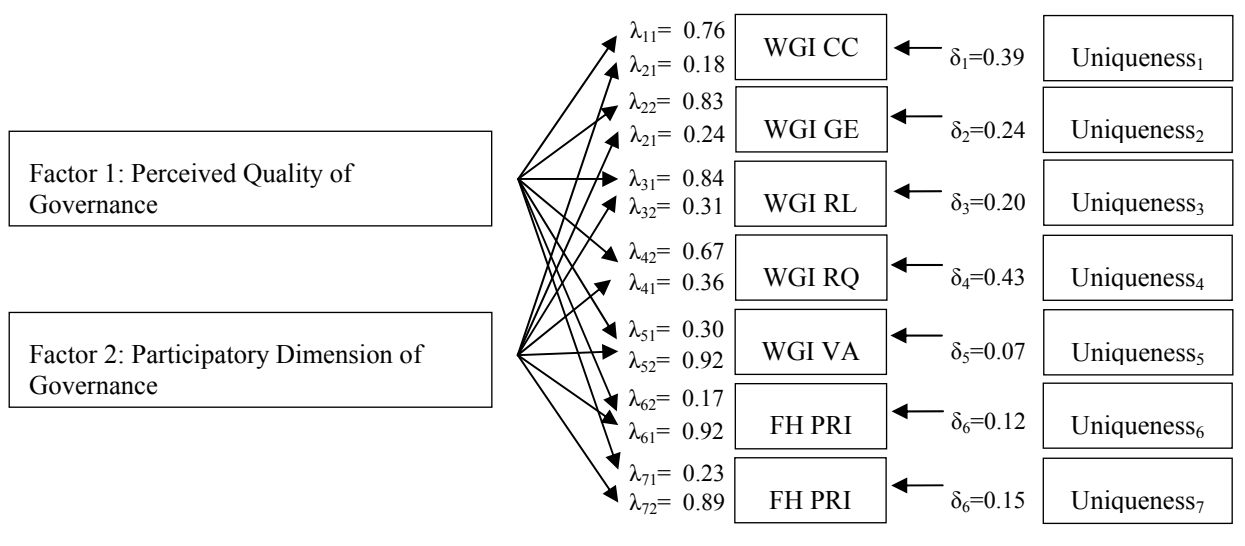 λ11= 0.76
λ21= 0.18
WGI CC
δ1=0.39
Uniqueness1
λ22= 0.83
λ21= 0.24
WGI GE
δ2=0.24
Uniqueness2
Factor 1: Perceived Quality of
Governance
λ31= 0.84
λ32= 0.31
WGI RL
δ3=0.20
Uniqueness3
λ42= 0.67
λ41= 0.36
WGI RQ
δ4=0.43
Uniqueness4
Factor 2: Participatory Dimension of
Governance
λ51= 0.30
λ52= 0.92
WGI VA
δ5=0.07
Uniqueness5
λ62= 0.17
λ61= 0.92
FH PRI
δ6=0.12
Uniqueness6
λ71= 0.23
λ72= 0.89
FH PRI
δ6=0.15
Uniqueness7